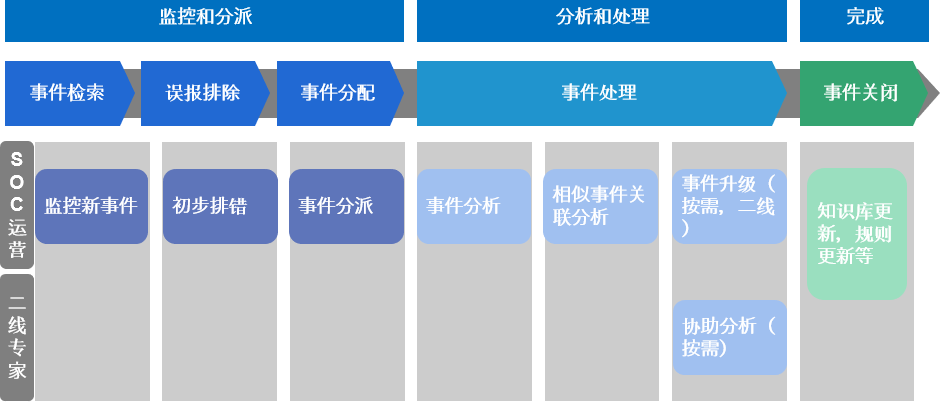 监控和分派
分析和处理
完成
事件检索
误报排除
事件分配
事件处理
事件关闭
SOC运营
监控新事件
初步排错
事件分派
事件分析
相似事件关
联分析
事件升级（
按需，二线
）
知识库更
新，规则
更新等
二线专家
协助分析（
按需）